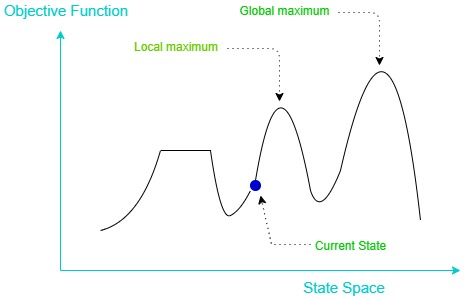 Objective Function
Global maximum
Local maximum
Current State
State Space